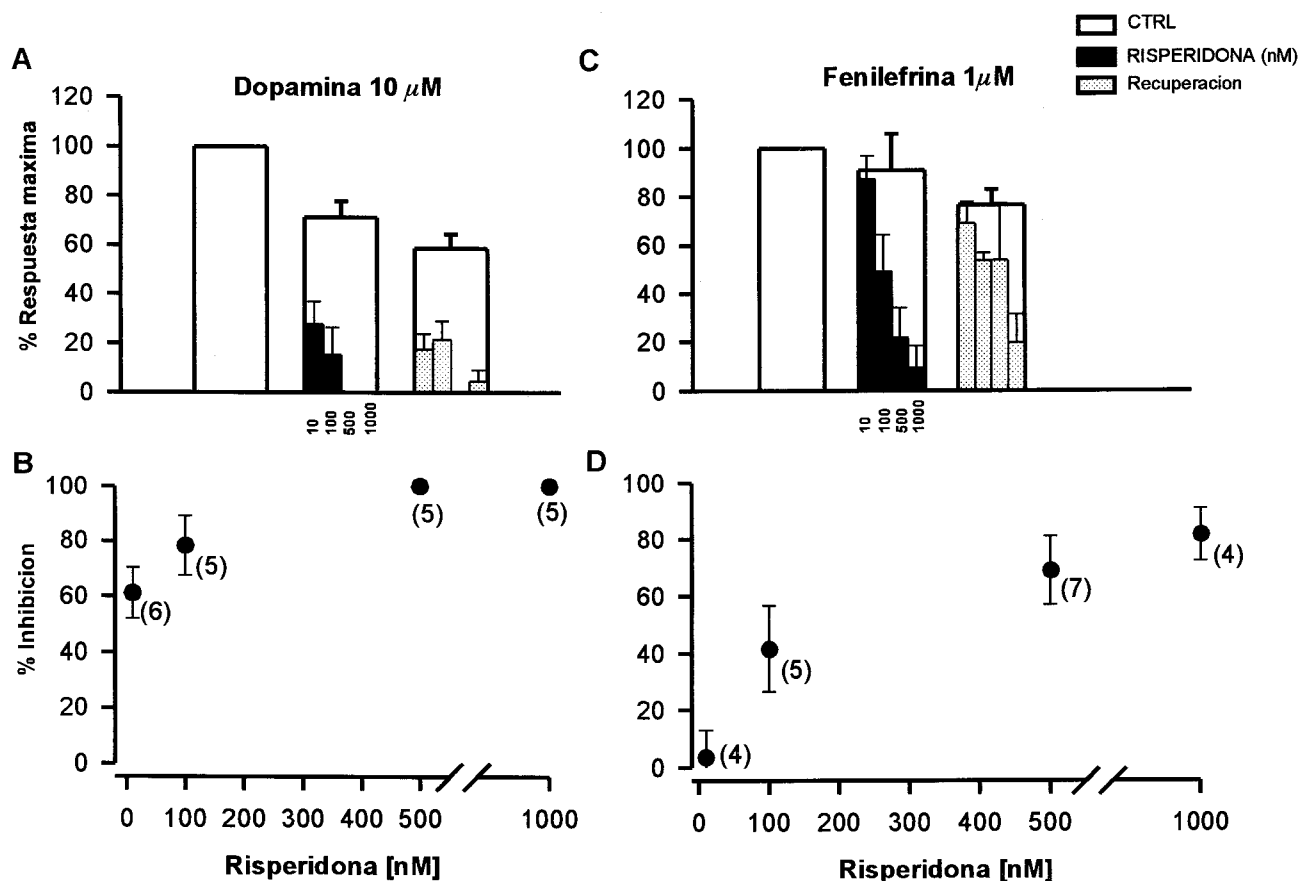 CTRL
RISPERIDONA (nM)
Recuperacion
A
Dopamina 10 μM
% Respuesta maxima
120
100
80
60
40
20
0
10
100
500
1000
C
Fenilefrina 1μM
120
100
80
60
40
20
0
10
100
500
1000
B
% Inhibicion
100
80
60
40
20
0
(6)
(5)
(5)
(5)
0 100 200 300 400 500 1000
Risperidona [nM]
D
100
80
60
40
20
0
(4)
(5)
(7)
(4)
0 100 200 300 400 500 1000
Risperidona [nM]